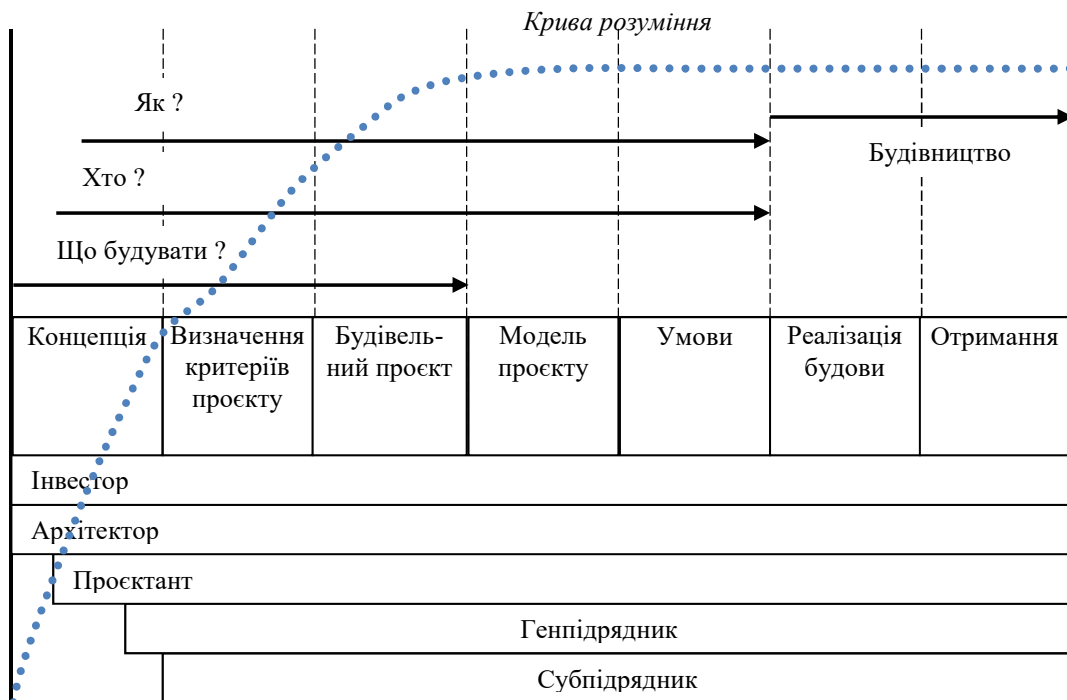 Крива розуміння
Як ?
Будівництво
Хто ?
Що будувати ?
Концепція
Визначення
критеріїв
проєкту
Будівель-
ний проєкт
Модель
проєкту
Умови
Реалізація
будови
Отримання
Інвестор
Архітектор
Проєктант
Генпідрядник
Субпідрядник